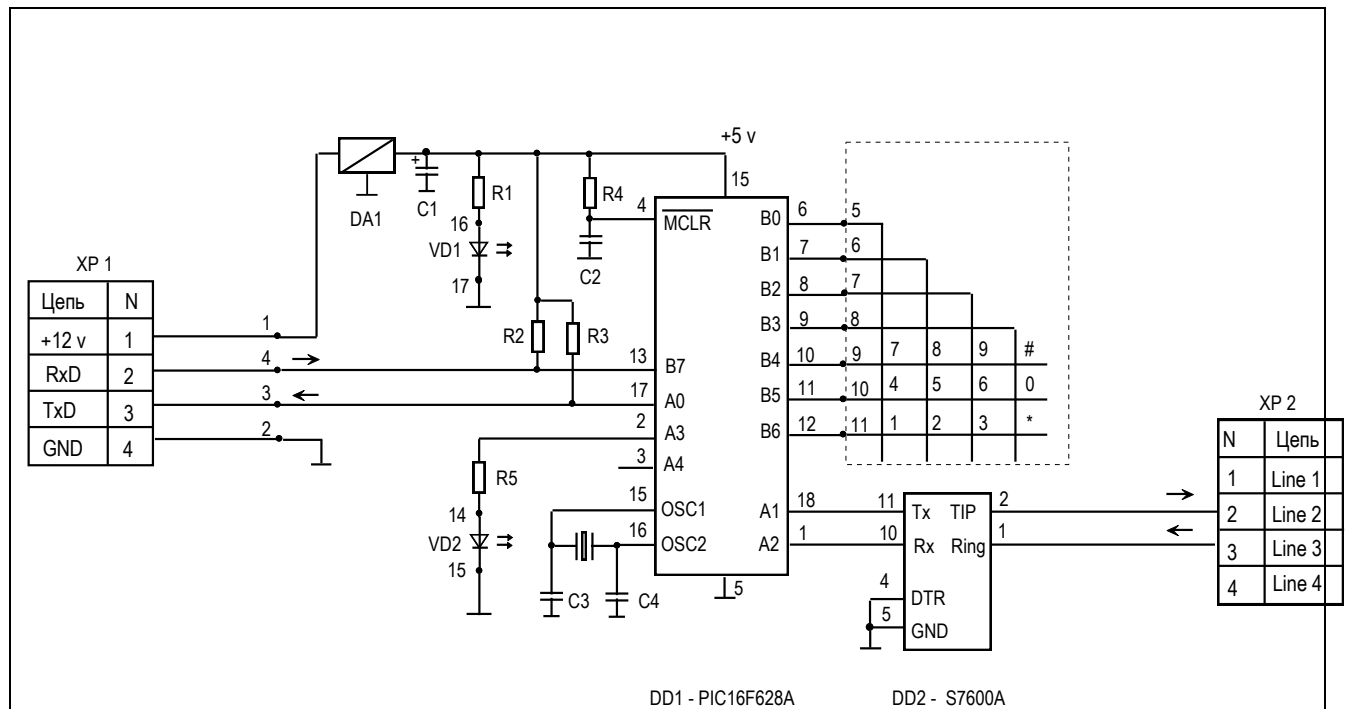 +5 v
15
DA1
+
C1
R1
16
VD1
17
R4
4
C2
MCLR
B0
6
5
B1
7
6
B2
8
7
B3
9
8
B4
10
9
7 8 9 #
B5
11
10
4 5 6 0
B6
12
11
1 2 3 *
XP 1
Цепь N
+12 v 1
RxD 2
TxD 3
GND 4
1
4
3
2
R2
R3
13
B7
17
A0
2
A3
3
A4
R5
14
VD2
15
15
OSC1
16
OSC2
C3
C4
5
A1
18
11
Tx TIP
2
A2
1
10
Rx Ring
1
4
DTR
5
GND
XP 2
N Цепь
1 Line 1
2 Line 2
3 Line 3
4 Line 4
DD1 - PIC16F628A
DD2 - S7600A